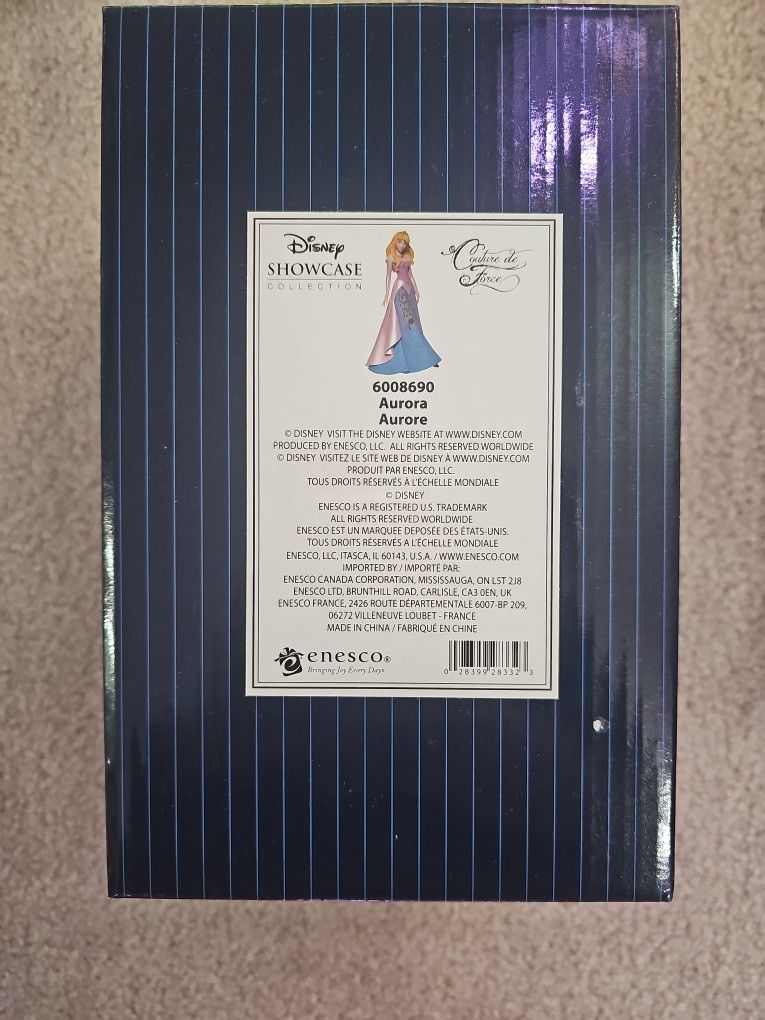 Disney
SHOWCASE
COLLECTION
Couture de
Force
6008690
Aurora
Aurore
© DISNEY VISIT THE DISNEY WEBSITE AT WWW.DISNEY.COM
PRODUCED BY ENESCO, LLC. ALL RIGHTS RESERVED WORLDWIDE
© DISNEY VISITEZ LE SITE WEB DE DISNEY À WWW.DISNEY.COM
PRODUIT PAR ENESCO, LLC.
TOUS DROITS RÉSERVÉS À L'ÉCHELLE MONDIALE
© DISNEY
ENESCO IS A REGISTERED U.S. TRADEMARK
ALL RIGHTS RESERVED WORLDWIDE
ENESCO EST UN MARQUEE DEPOSÉE DES ÉTATS-UNIS.
TOUS DROITS RÉSERVÉS À L'ÉCHELLE MONDIALE
ENESCO, LLC, ITASCA, IL 60143, U.S.A. / WWW.ENESCO.COM
IMPORTED BY / IMPORTÉ PAR:
ENESCO CANADA CORPORATION, MISSISSAUGA, ON L5T 2J8
ENESCO LTD, BRUNTHILL ROAD, CARLISLE, CA3 0EN, UK
ENESCO FRANCE, 2426 ROUTE DÉPARTEMENTALE 6007-BP 209,
06272 VILLENEUVE LOUBET - FRANCE
MADE IN CHINA / FABRIQUÉ EN CHINE
enesco®
Bringing Joy Every Day®
0 28399 28332 3